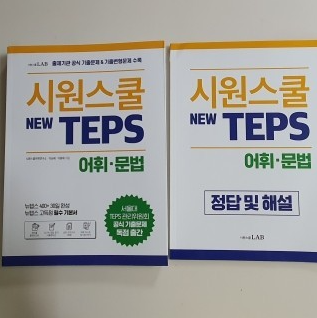 시원스쿨LAB 출제기관 공식 기출문제 & 기출변형문제 수록
시원스쿨
NEW TEPS
어휘·문법
뉴텝스 400+ 30일 완성
뉴텝스 고득점 필수 기본서
서울대
TEPS 관리위원회
공식 기출문제
독점 출간
시원스쿨
NEW TEPS
어휘·문법
정답 및 해설
시원스쿨LAB